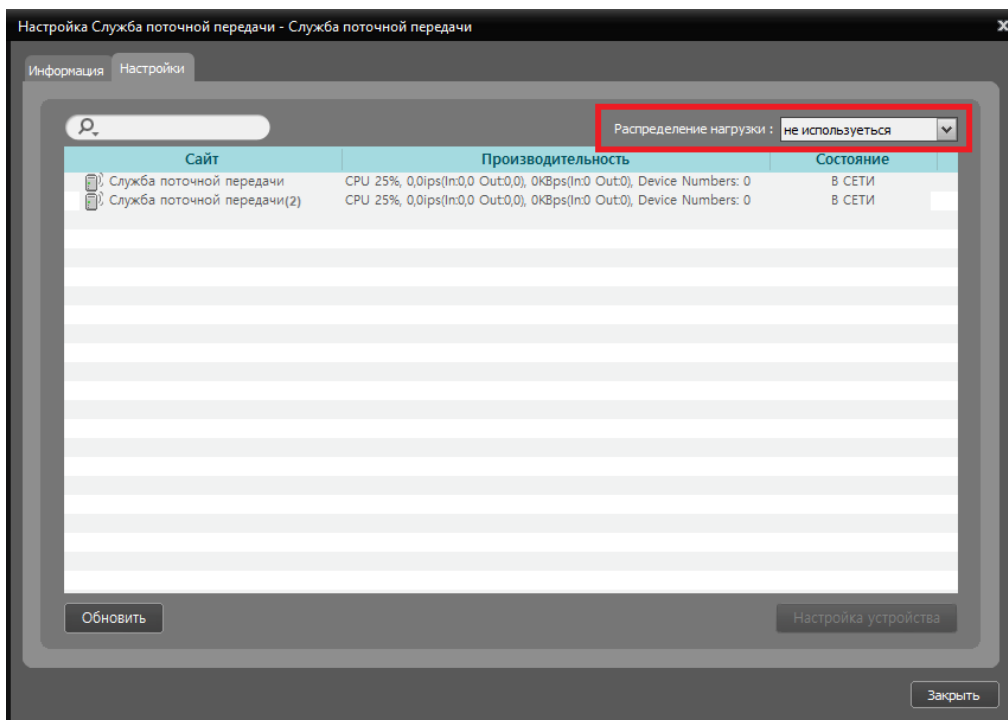 Настройка Служба поточной передачи - Служба поточной передачи
Информация Настройки
Распределение нагрузки : не используеться
Сайт Производительность Состояние
Служба поточной передачи CPU 25%, 0,0ips(In:0,0 Out:0,0), 0KBps(In:0 Out:0), Device Numbers: 0 В СЕТИ
Служба поточной передачи(2) CPU 25%, 0,0ips(In:0,0 Out:0,0), 0KBps(In:0 Out:0), Device Numbers: 0 В СЕТИ
Обновить Настройка устройства
Закрыть